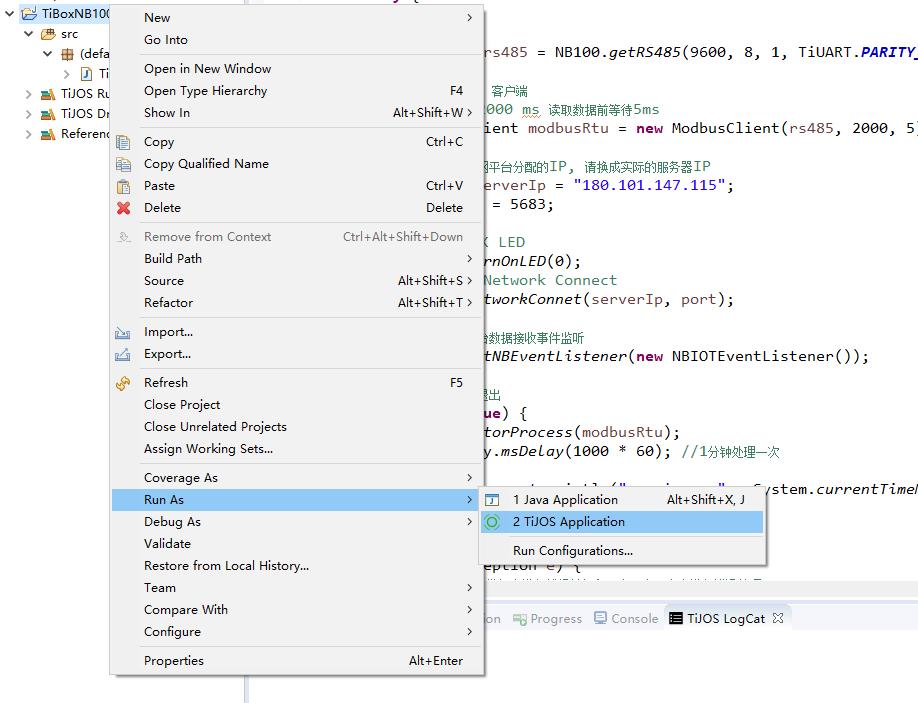 TiBoxNB100
src
(defa
Ti
TiJOS Ru
TiJOS Dr
Referenc
New
Go Into
Open in New Window
Open Type Hierarchy F4
Show In Alt+Shift+W
Copy Ctrl+C
Copy Qualified Name
Paste Ctrl+V
Delete Delete
Remove from Context Ctrl+Alt+Shift+Down
Build Path
Source Alt+Shift+S
Refactor Alt+Shift+T
Import...
Export...
Refresh F5
Close Project
Close Unrelated Projects
Assign Working Sets...
Coverage As
Run As
Debug As
Validate
Restore from Local History...
Team
Compare With
Configure
Properties Alt+Enter
1 Java Application Alt+Shift+X, J
2 TiJOS Application
Run Configurations...
rs485 = NB100.getRS485(9600, 8, 1, TiUART.PARITY_
客户端
000 ms 读取数据前等待5ms
ient modbusRtu = new ModbusClient(rs485, 2000, 5)
平台分配的IP, 请换成实际的服务器IP
erverIp = "180.101.147.115";
= 5683;
LED
rnOnLED(0);
Network Connect
tworkConnet(serverIp, port);
数据接收事件监听
tNBEventListener(new NBIOTEventListener());
出
ue) {
torProcess(modbusRtu);
y.msDelay(1000 * 60); //1分钟处理一次
System.currentTimeM
eption e) {
ion
Progress
Console
TiJOS LogCat